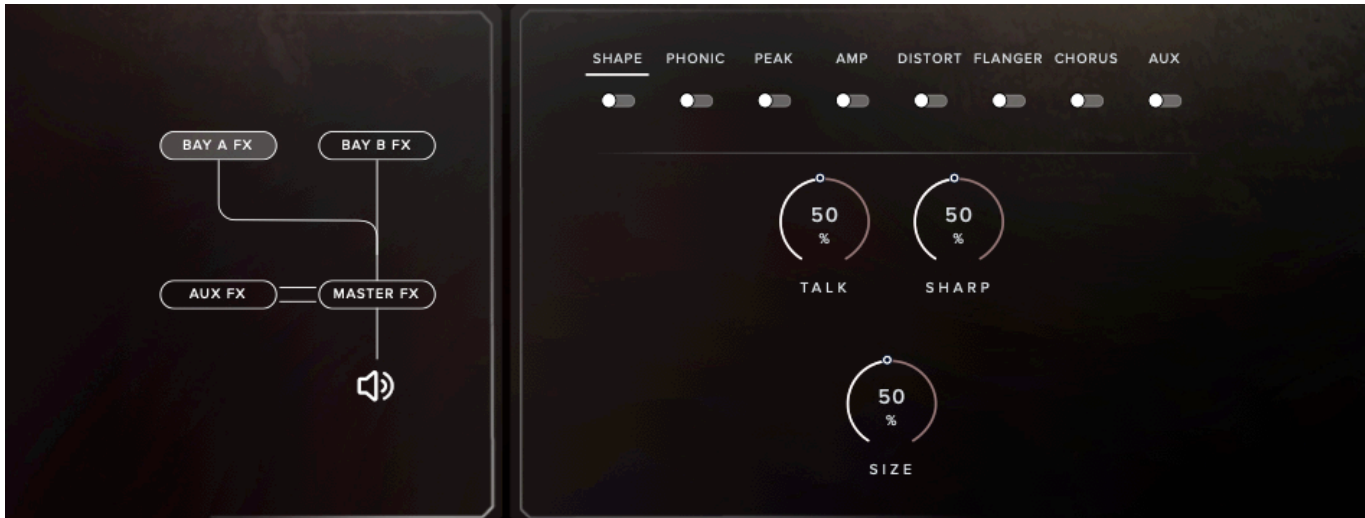 SHAPE PHONIC PEAK AMP DISTORT FLANGER CHORUS AUX
BAY A FX BAY B FX
AUX FX MASTER FX
50 50
% %
TALK SHARP
50
%
SIZE